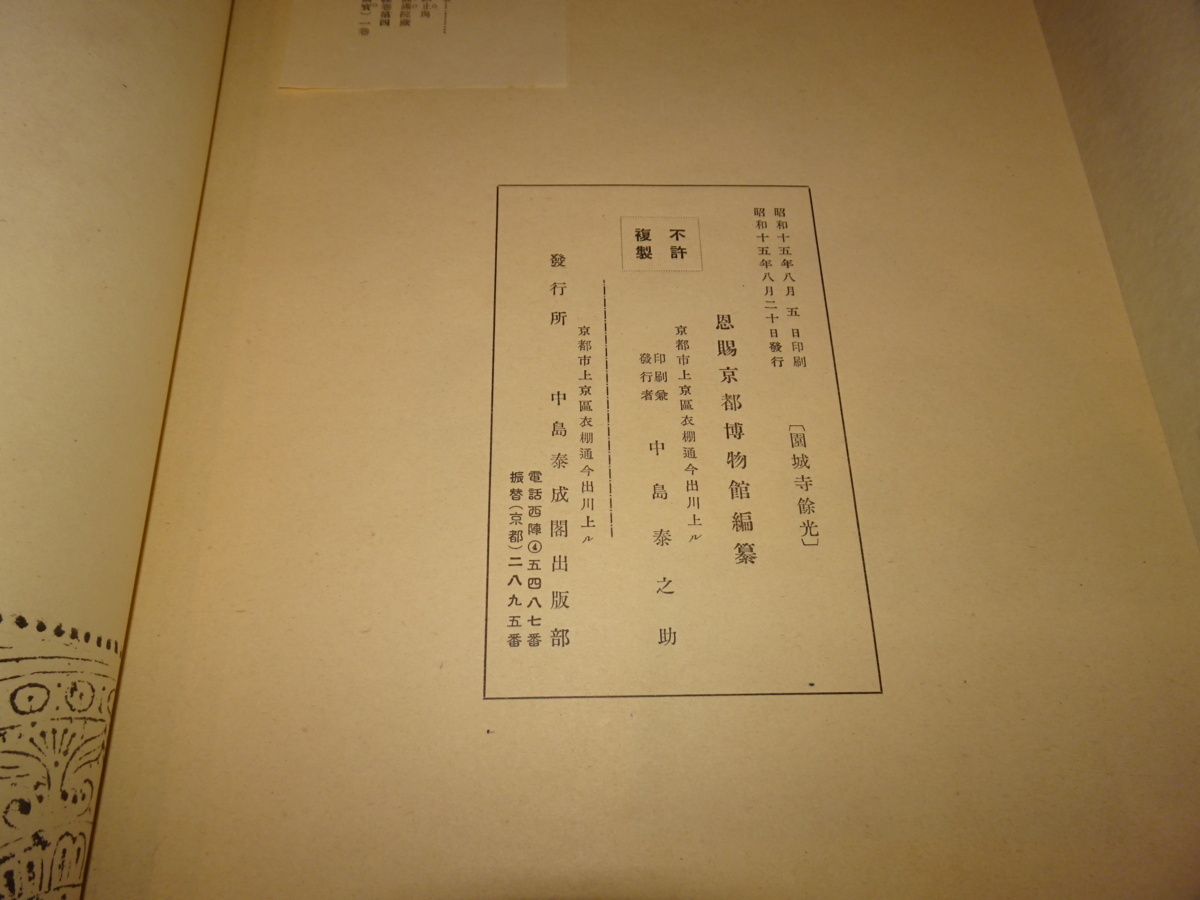 昭和十五年八月 五 日印刷
昭和十五年八月二十日發行
〔園城寺餘光〕
恩賜京都博物館編纂
不許
複製
京都市上京區衣棚通今出川上ル
印刷兼
發行者
中島泰之助
京都市上京區衣棚通今出川上ル
發行所 中島泰成閣出版部
電話西陣④五四八七番
振替(京都)二八九五番